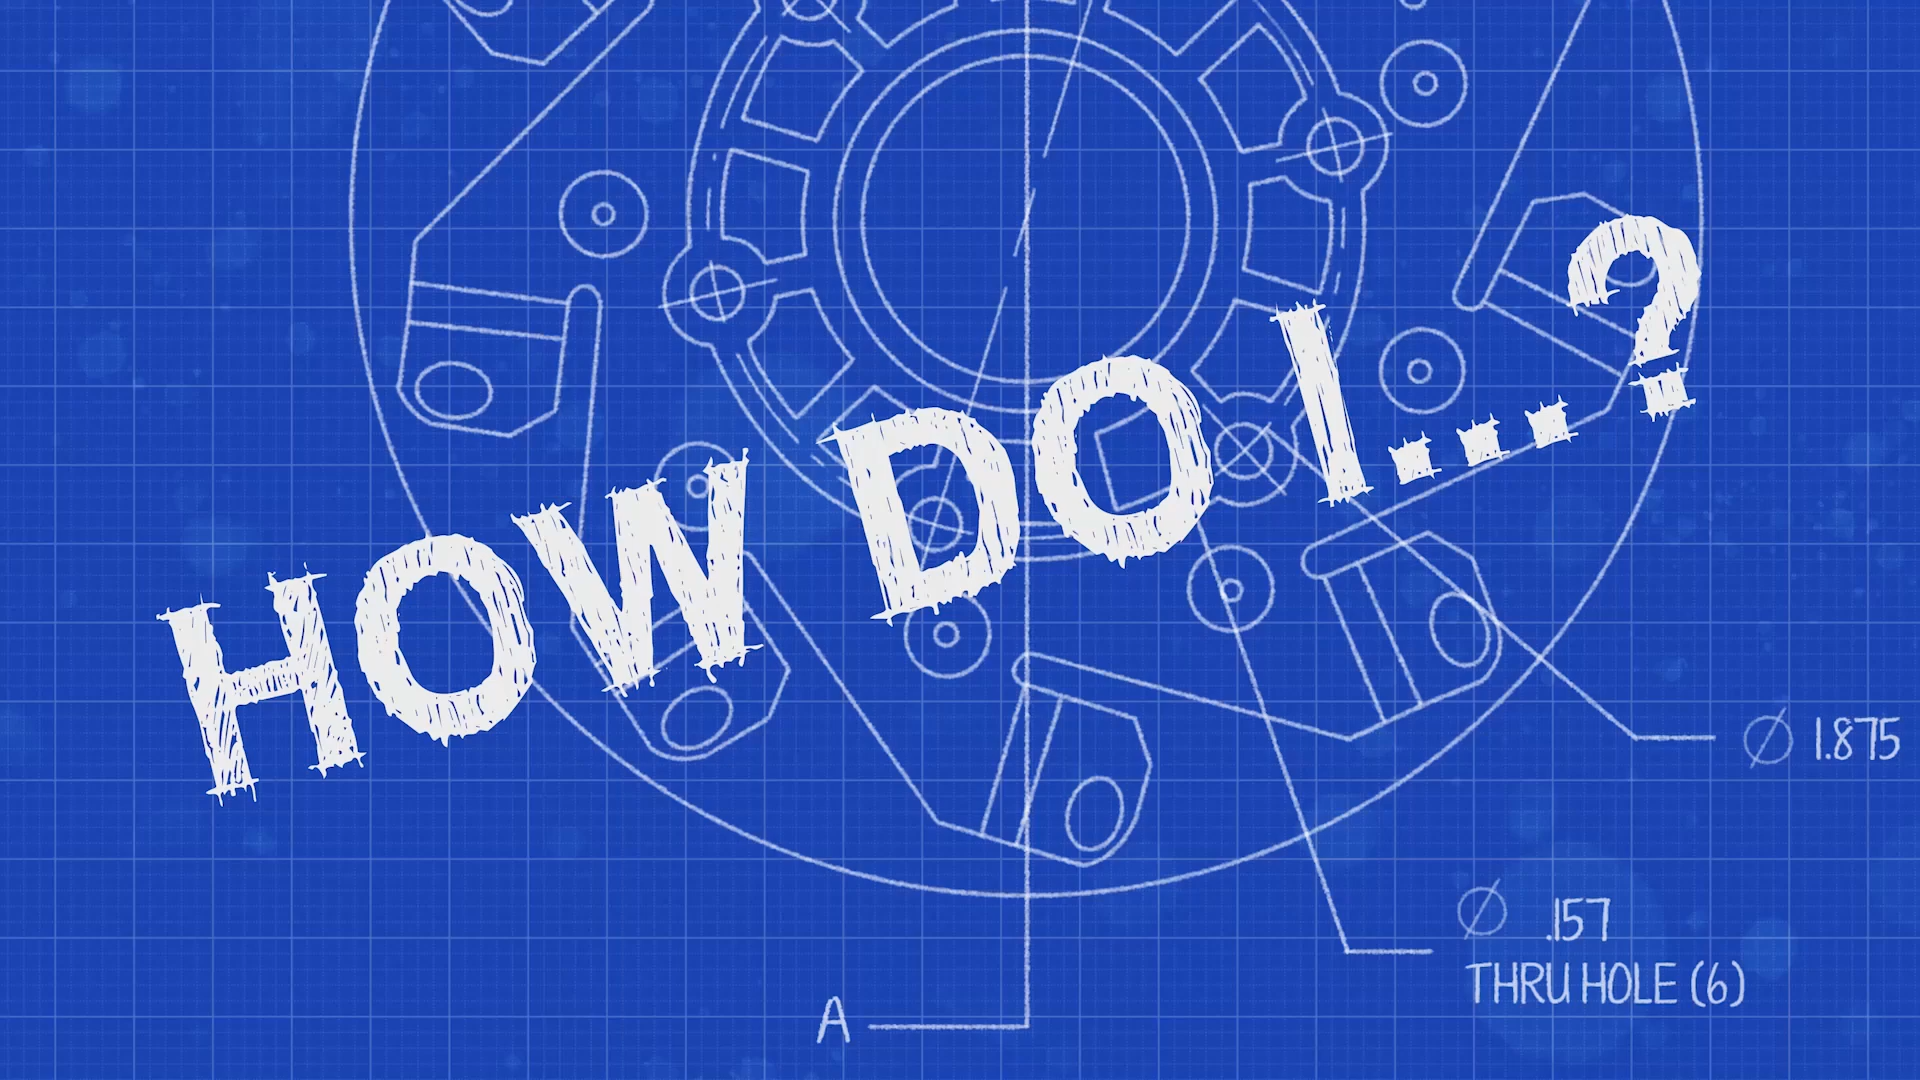 HOW DO I...?
Ø 1.875
Ø .157
THRU HOLE (6)
A